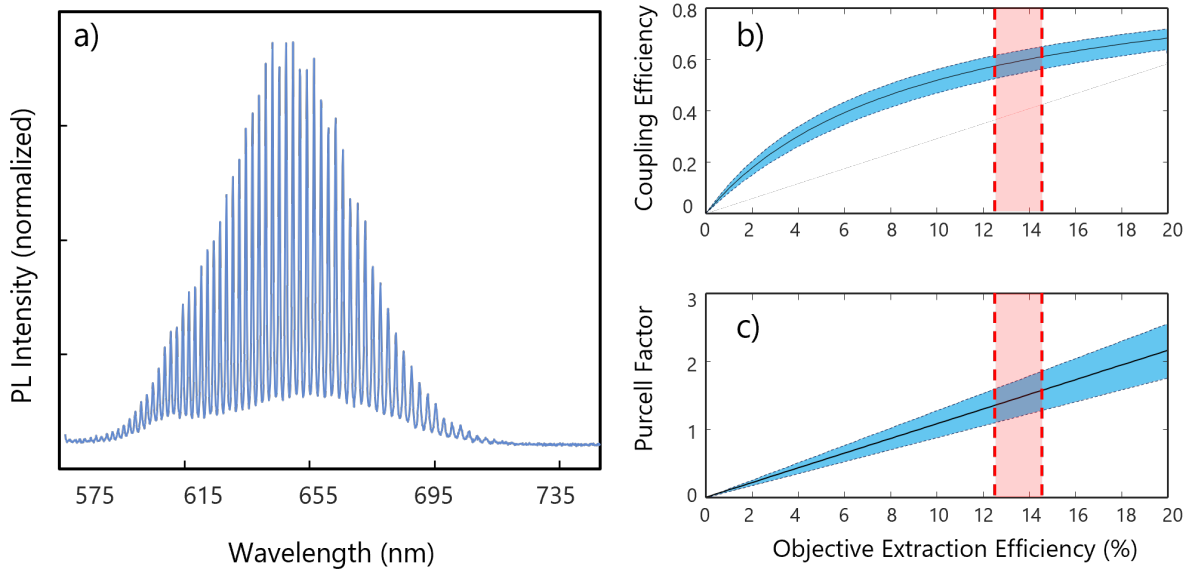 a)
PL Intensity (normalized)
575 615 655 695 735
Wavelength (nm)
b)
Coupling Efficiency
0.8
0.6
0.4
0.2
0
0 2 4 6 8 10 12 14 16 18 20
c)
Purcell Factor
3
2
1
0
0 2 4 6 8 10 12 14 16 18 20
Objective Extraction Efficiency (%)